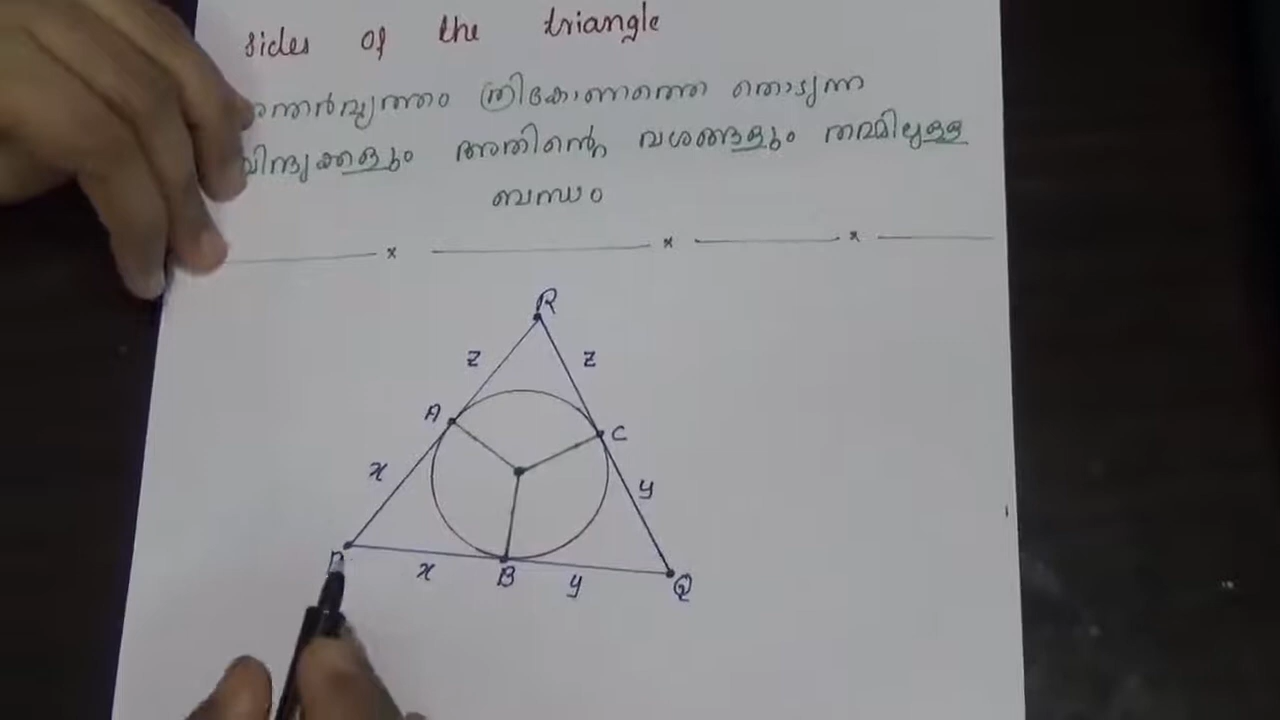 sides of the triangle
അന്തർവൃത്തം ത്രികോണത്തെ തൊടുന്ന
ബിന്ദുക്കളും അതിന്റെ വശങ്ങളും തമ്മിലുള്ള
ബന്ധം
R
z z
A
C
x
y
P
x B y Q